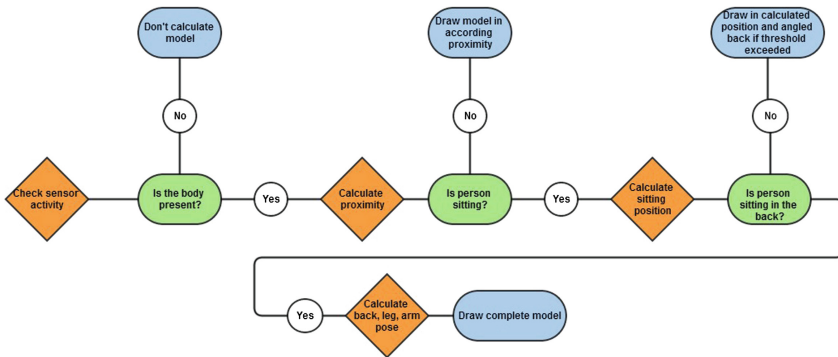 Don't calculate
model
Draw model in
according
proximity
Draw in calculated
position and angled
back if threshold
exceeded
No
No
No
Check sensor
activity
Is the body
present?
Yes
Calculate
proximity
Is person
sitting?
Yes
Calculate
sitting
position
Is person
sitting in the
back?
Yes
Calculate
back, leg, arm
pose
Draw complete model